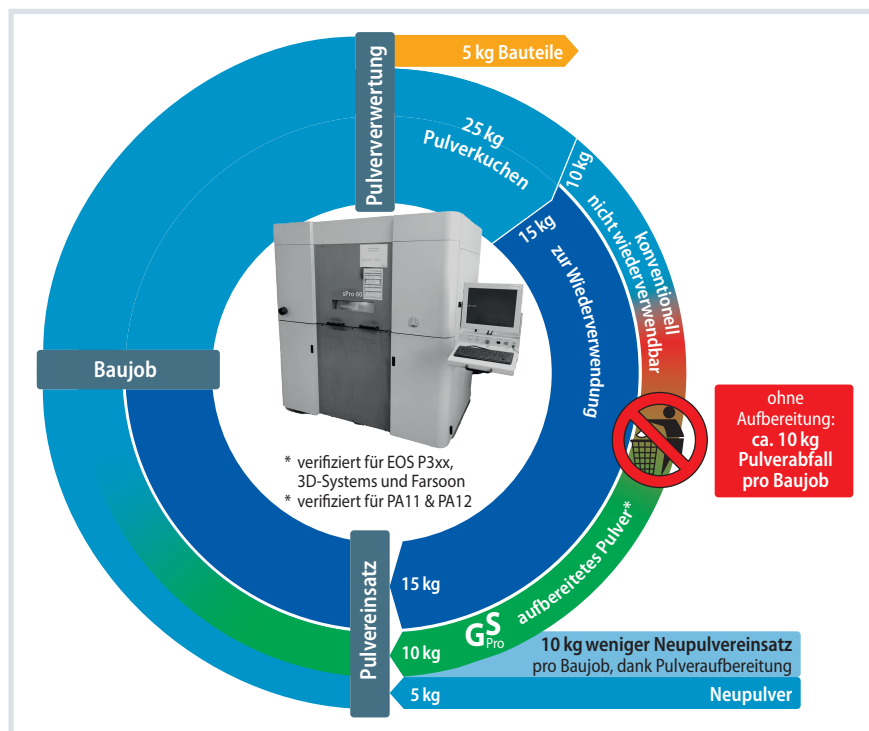 5 kg Bauteile
Pulververwertung
25 kg
Pulverkuchen
10 kg
konventionell
nicht wiederverwendbar
15 kg
zur Wiederverwendung
sPro 60
Baujob
ohne
Aufbereitung:
ca. 10 kg
Pulverabfall
pro Baujob
* verifiziert für EOS P3xx,
3D-Systems und Farsoon
* verifiziert für PA11 & PA12
Pulvereinsatz
15 kg
aufbereitetes Pulver*
GS
Pro
10 kg
10 kg weniger Neupulvereinsatz
pro Baujob, dank Pulveraufbereitung
5 kg
Neupulver